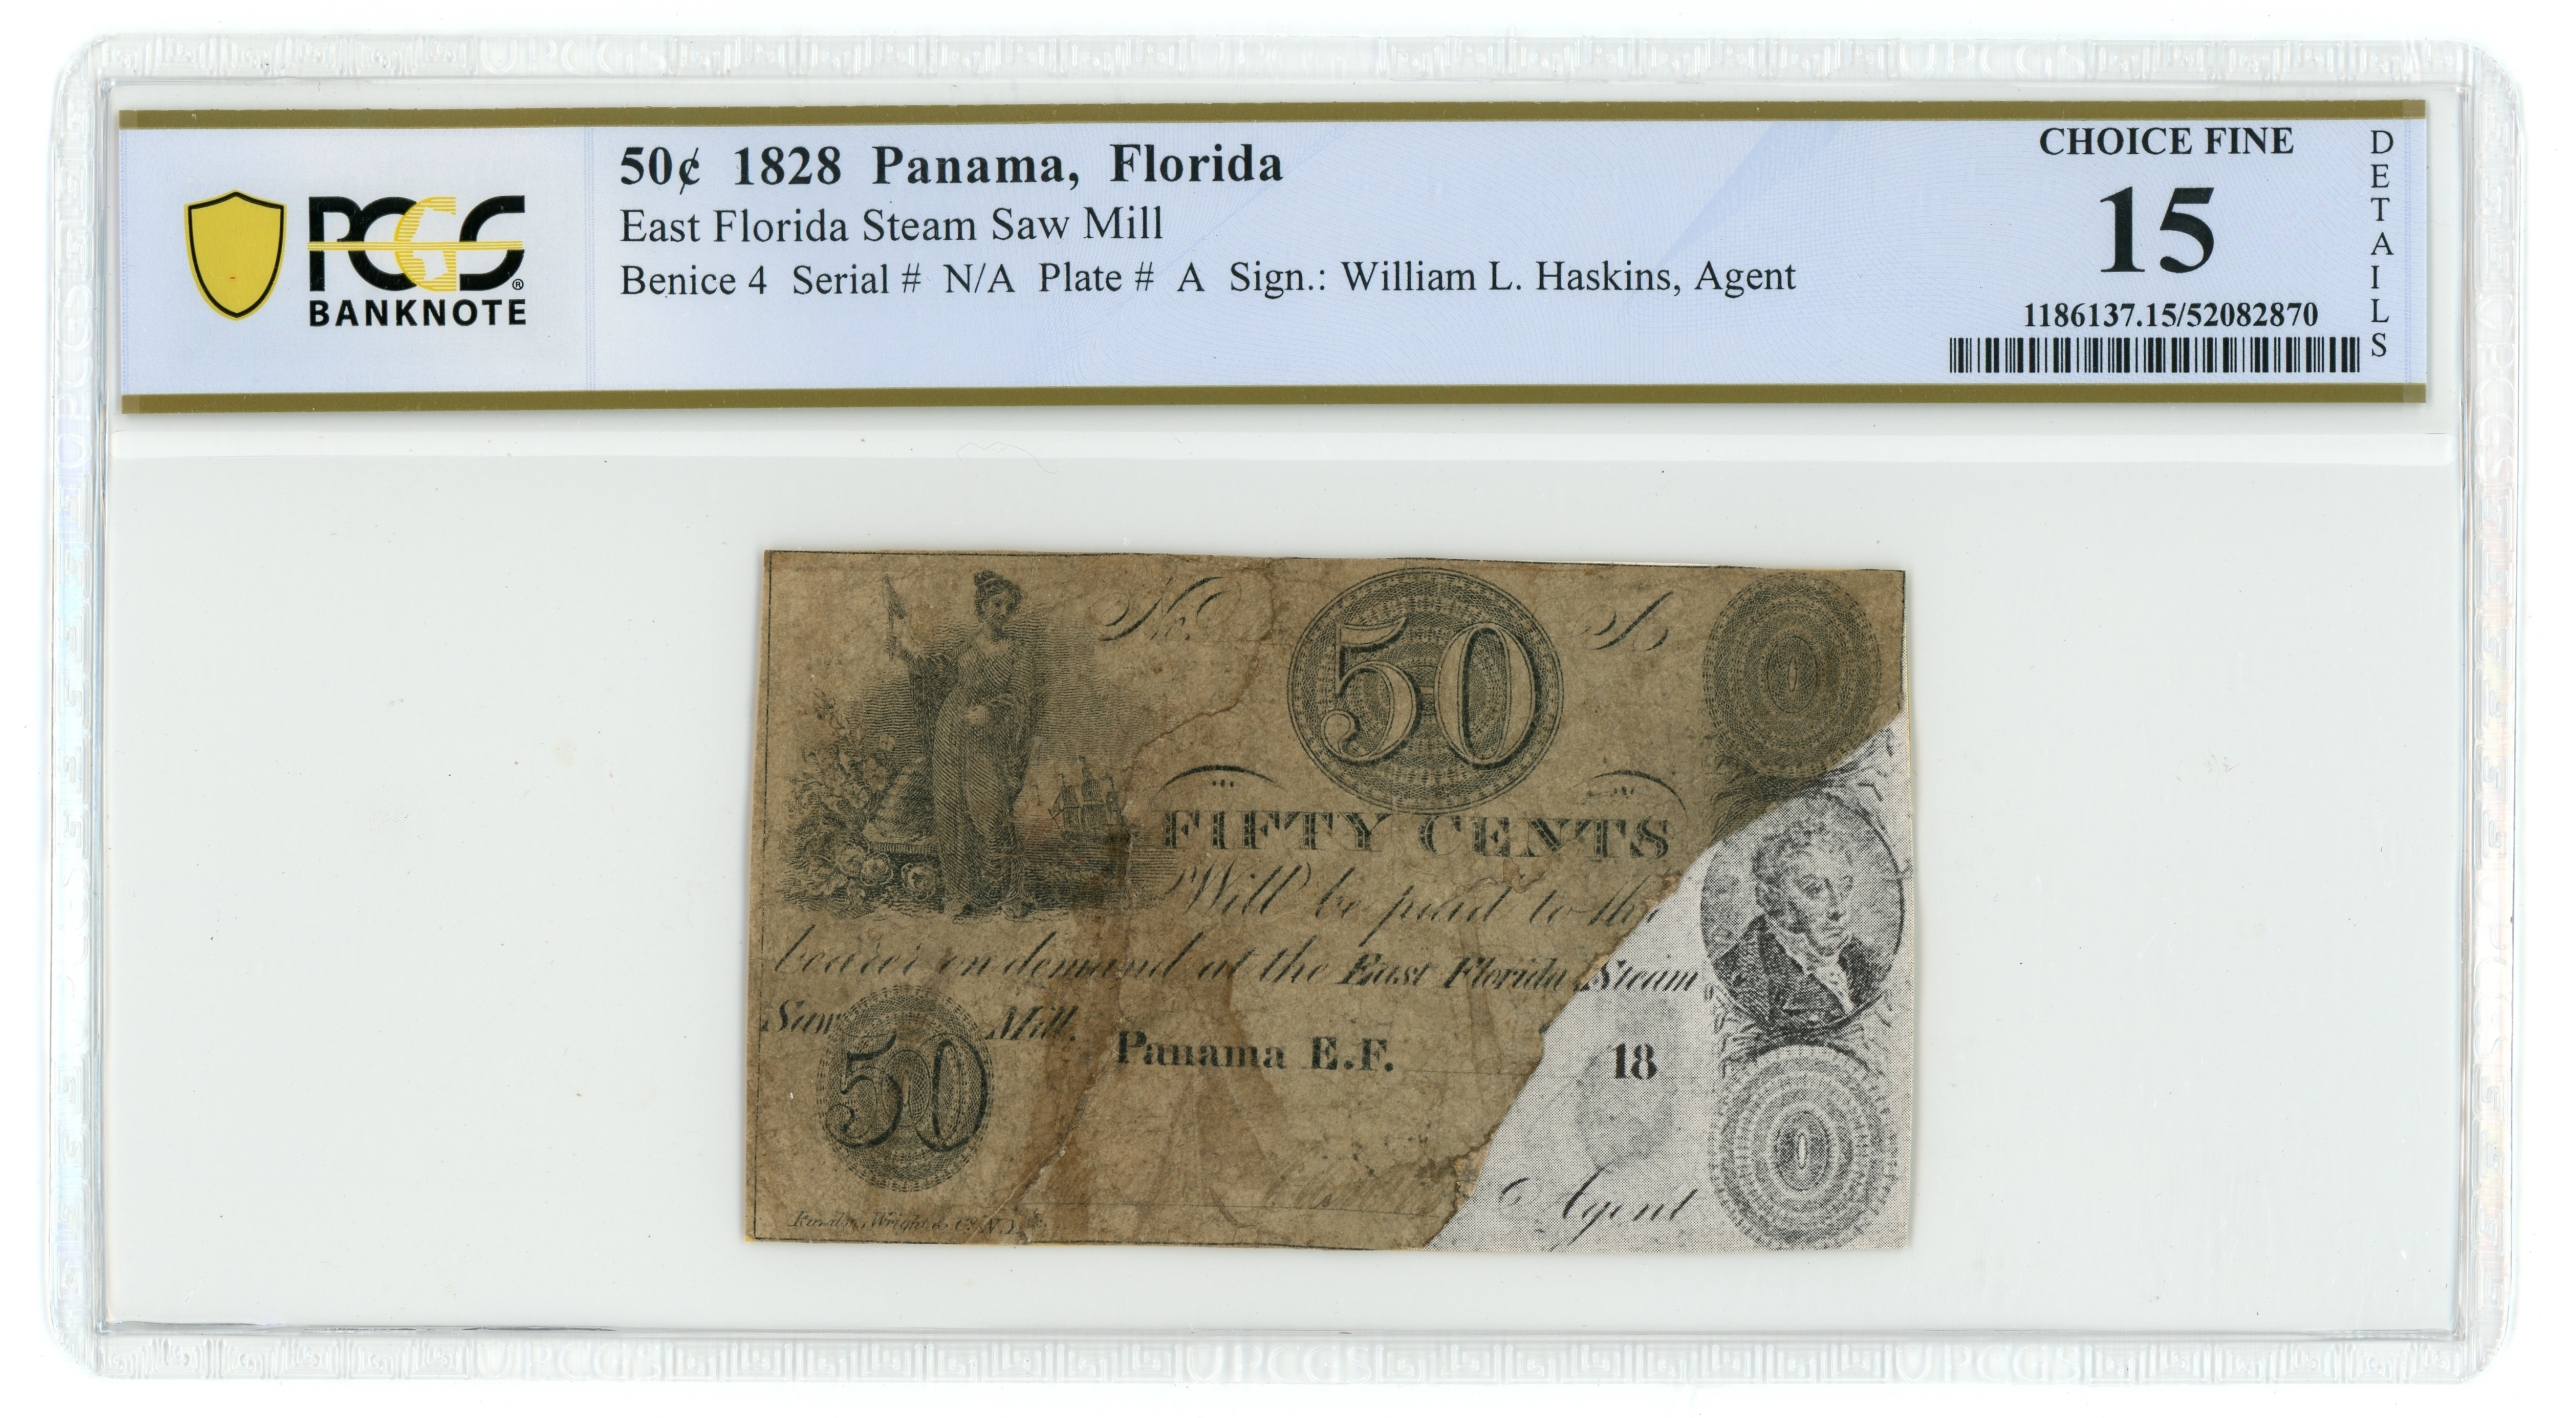 PCGS
BANKNOTE
50¢ 1828 Panama, Florida
East Florida Steam Saw Mill
Benice 4 Serial # N/A Plate # A Sign.: William L. Haskins, Agent
CHOICE FINE
15
1186137.15/52082870
DETAILS
No.
50
A
FIFTY CENTS
Will be paid to the
bearer on demand at the East Florida Steam
Saw Mill.
50
Panama E.F.
18
Agent
Wright & Co. N.Y.